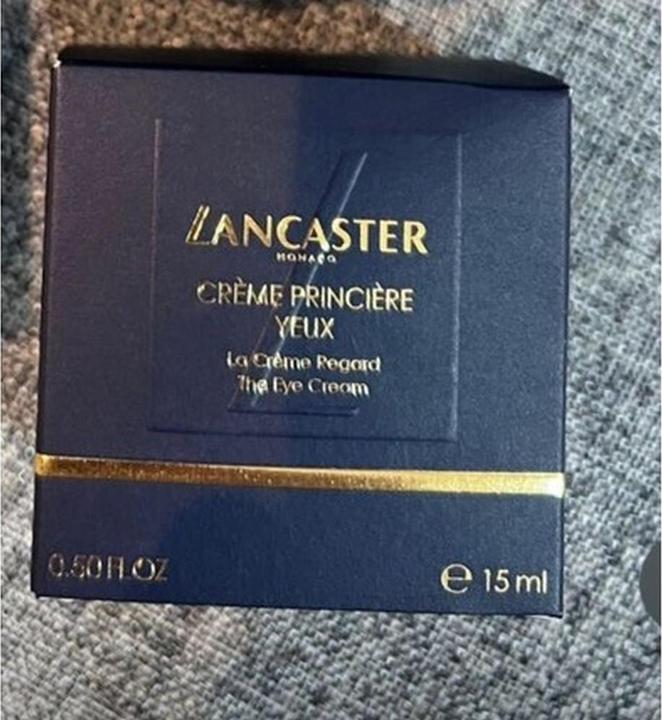 LANCASTER
MONACO
CRÈME PRINCIÈRE
YEUX
La Crème Regard
The Eye Cream
0.50 FL.OZ
℮ 15 ml